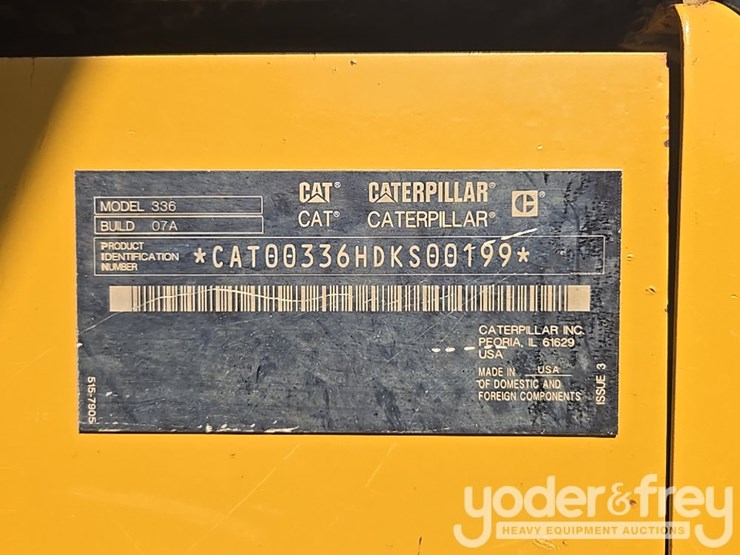 CAT® CATERPILLAR®
CAT® CATERPILLAR®
MODEL 336
BUILD 07A
PRODUCT IDENTIFICATION NUMBER
*CAT00336HDKS00199*
CATERPILLAR INC.
PEORIA, IL 61629
USA
MADE IN USA
OF DOMESTIC AND
FOREIGN COMPONENTS
515-7905
ISSUE 3
yoder&frey
HEAVY EQUIPMENT AUCTIONS